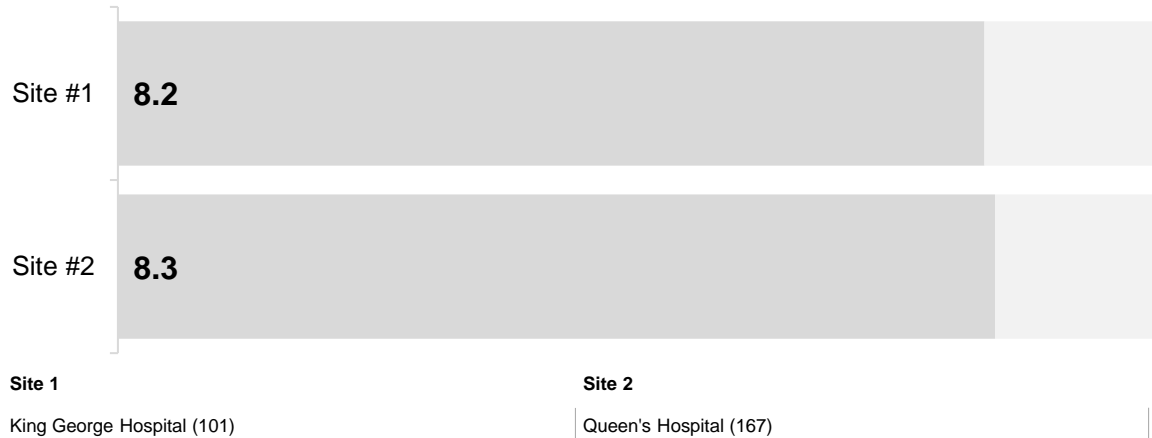 Site #1 8.2
Site #2 8.3
Site 1 Site 2
King George Hospital (101) Queen's Hospital (167)